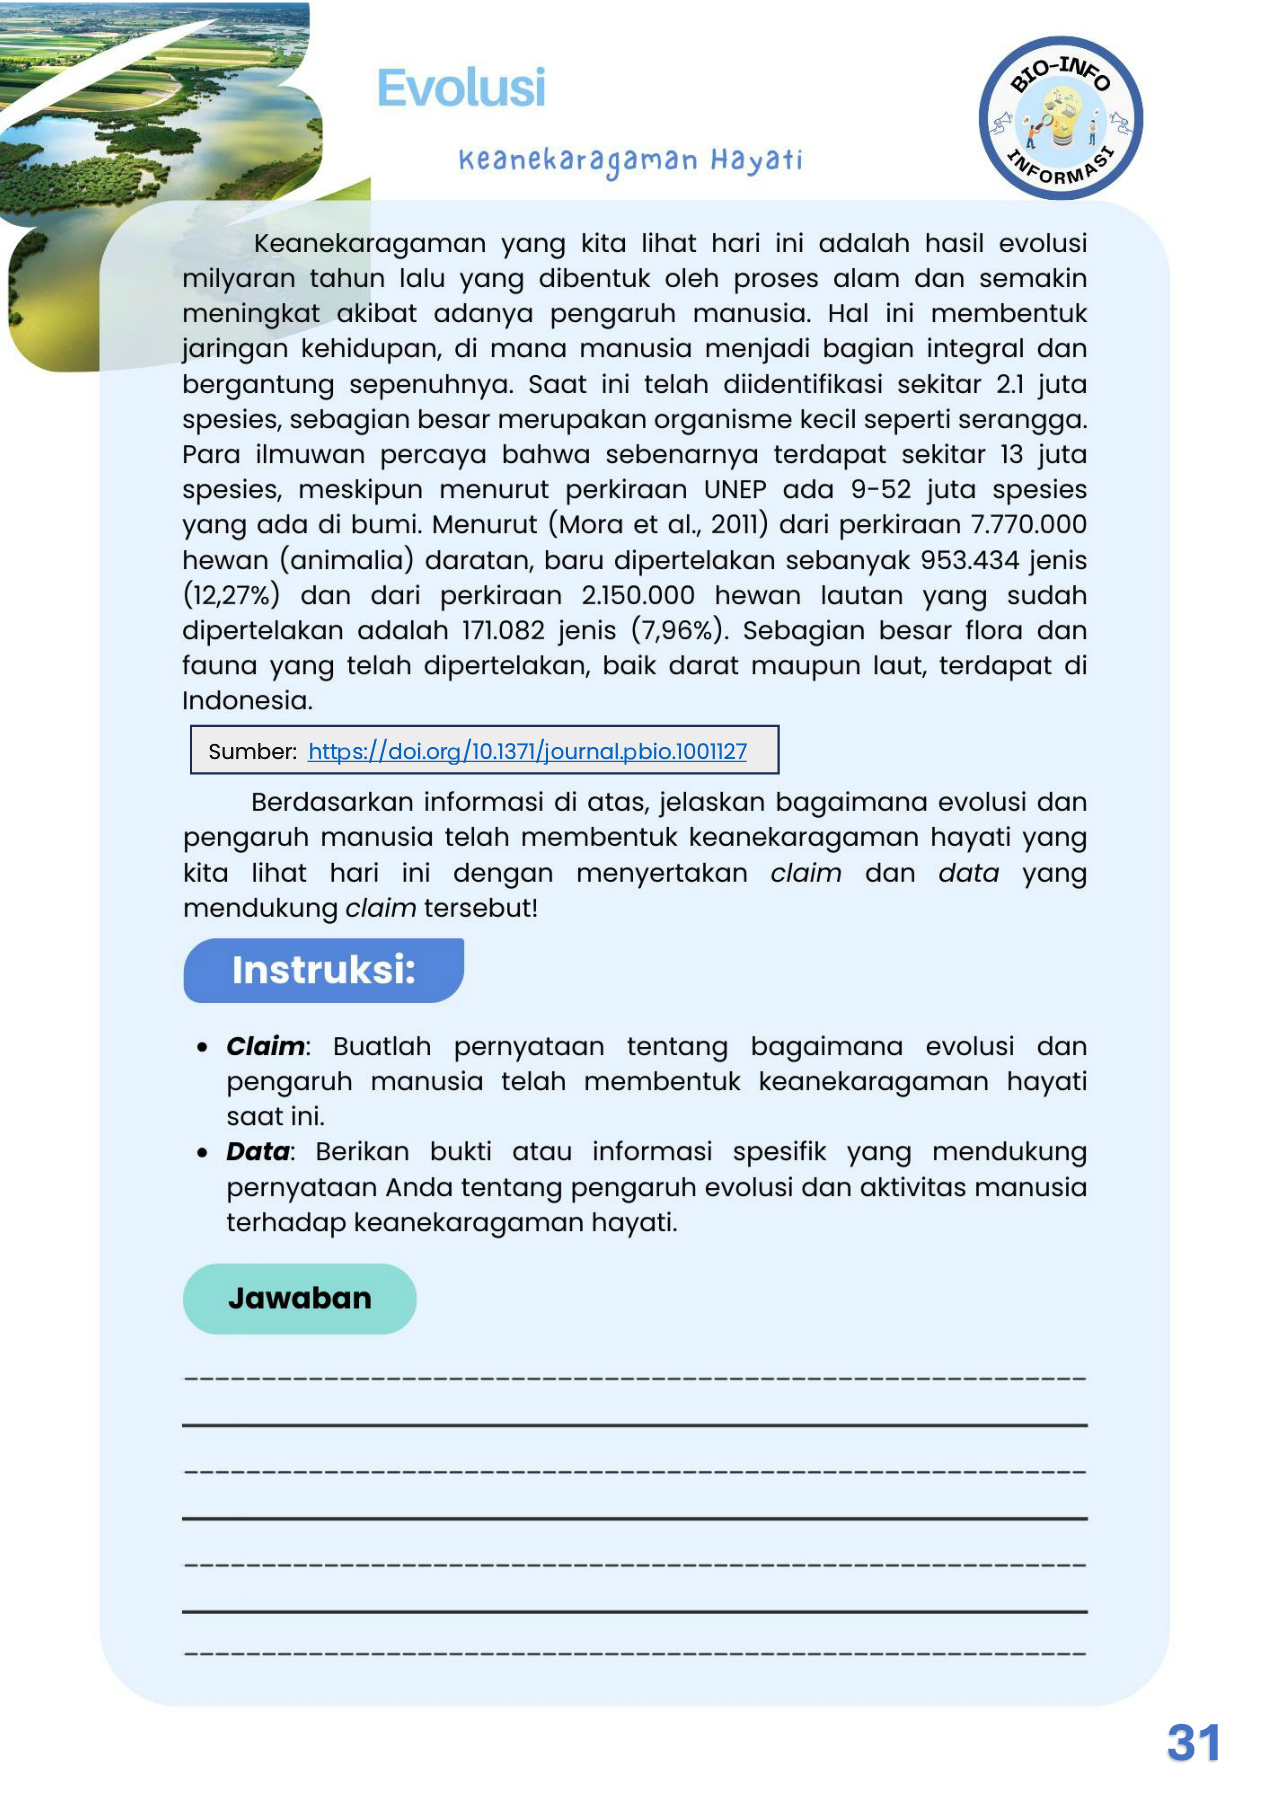 Evolusi
Keanekaragaman Hayati
BIO-INFO
INFORMASI
Keanekaragaman yang kita lihat hari ini adalah hasil evolusi
milyaran tahun lalu yang dibentuk oleh proses alam dan semakin
meningkat akibat adanya pengaruh manusia. Hal ini membentuk
jaringan kehidupan, di mana manusia menjadi bagian integral dan
bergantung sepenuhnya. Saat ini telah diidentifikasi sekitar 2.1 juta
spesies, sebagian besar merupakan organisme kecil seperti serangga.
Para ilmuwan percaya bahwa sebenarnya terdapat sekitar 13 juta
spesies, meskipun menurut perkiraan UNEP ada 9-52 juta spesies
yang ada di bumi. Menurut (Mora et al., 2011) dari perkiraan 7.770.000
hewan (animalia) daratan, baru dipertelakan sebanyak 953.434 jenis
(12,27%) dan dari perkiraan 2.150.000 hewan lautan yang sudah
dipertelakan adalah 171.082 jenis (7,96%). Sebagian besar flora dan
fauna yang telah dipertelakan, baik darat maupun laut, terdapat di
Indonesia.
Sumber: https://doi.org/10.1371/journal.pbio.1001127
Berdasarkan informasi di atas, jelaskan bagaimana evolusi dan
pengaruh manusia telah membentuk keanekaragaman hayati yang
kita lihat hari ini dengan menyertakan claim dan data yang
mendukung claim tersebut!
Instruksi:
• Claim: Buatlah pernyataan tentang bagaimana evolusi dan
pengaruh manusia telah membentuk keanekaragaman hayati
saat ini.
• Data: Berikan bukti atau informasi spesifik yang mendukung
pernyataan Anda tentang pengaruh evolusi dan aktivitas manusia
terhadap keanekaragaman hayati.
Jawaban
31